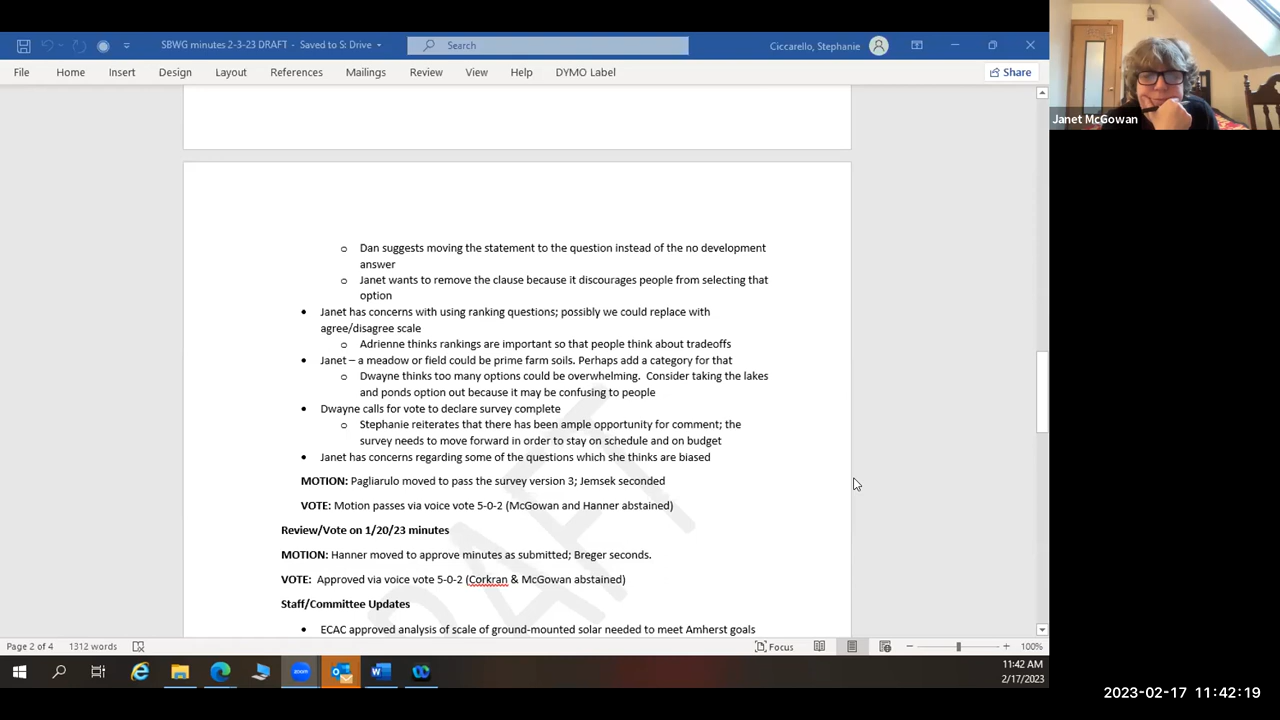 SBWG minutes 2-3-23 DRAFT - Saved to S: Drive
Search
Ciccarello, Stephanie
File Home Insert Design Layout References Mailings Review View Help DYMO Label
Share
Janet McGowan
o Dan suggests moving the statement to the question instead of the no development
answer
o Janet wants to remove the clause because it discourages people from selecting that
option
• Janet has concerns with using ranking questions; possibly we could replace with
agree/disagree scale
o Adrienne thinks rankings are important so that people think about tradeoffs
• Janet – a meadow or field could be prime farm soils. Perhaps add a category for that
o Dwayne thinks too many options could be overwhelming.  Consider taking the lakes
and ponds option out because it may be confusing to people
• Dwayne calls for vote to declare survey complete
o Stephanie reiterates that there has been ample opportunity for comment; the
survey needs to move forward in order to stay on schedule and on budget
• Janet has concerns regarding some of the questions which she thinks are biased
MOTION: Pagliarulo moved to pass the survey version 3; Jemsek seconded
VOTE: Motion passes via voice vote 5-0-2 (McGowan and Hanner abstained)
Review/Vote on 1/20/23 minutes
MOTION: Hanner moved to approve minutes as submitted; Breger seconds.
VOTE:  Approved via voice vote 5-0-2 (Corkran & McGowan abstained)
Staff/Committee Updates
• ECAC approved analysis of scale of ground-mounted solar needed to meet Amherst goals
DRAFT
Page 2 of 4 1312 words
Focus
100%
zoom
11:42 AM
2/17/2023
2023-02-17 11:42:19